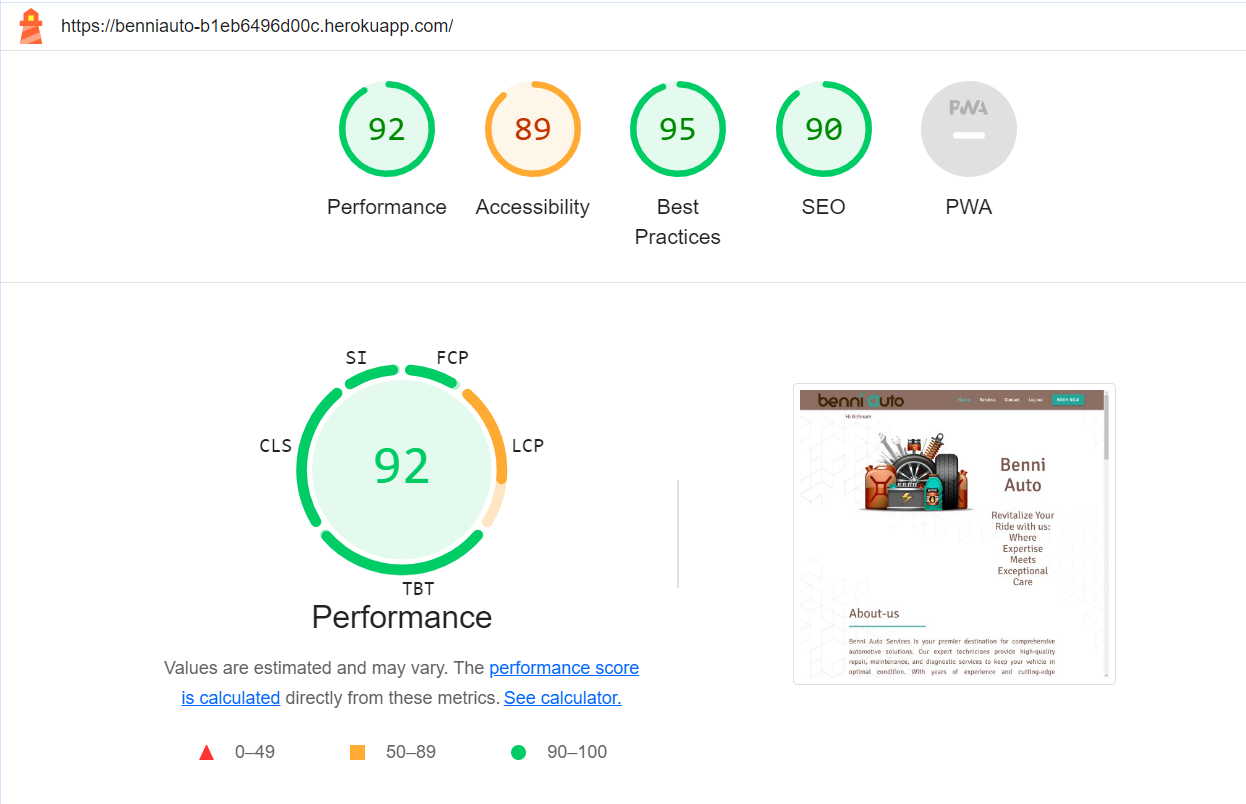 https://benniauto-b1eb6496d00c.herokuapp.com/
92
89
95
90
PWA
Performance
Accessibility
Best
Practices
SEO
PWA
SI
FCP
CLS
LCP
92
TBT
Performance
Values are estimated and may vary. The performance score
is calculated directly from these metrics. See calculator.
0–49
50–89
90–100
benni auto
Home
Services
Contact
Logout
BOOK NOW
Hi Behnam
Benni
Auto
Revitalize Your
Ride with us:
Where
Expertise
Meets
Exceptional
Care
About-us
Benni Auto Services is your premier destination for comprehensive
automotive solutions. Our expert technicians provide high-quality
repair, maintenance, and diagnostic services to keep your vehicle in
optimal condition. With years of experience and cutting-edge